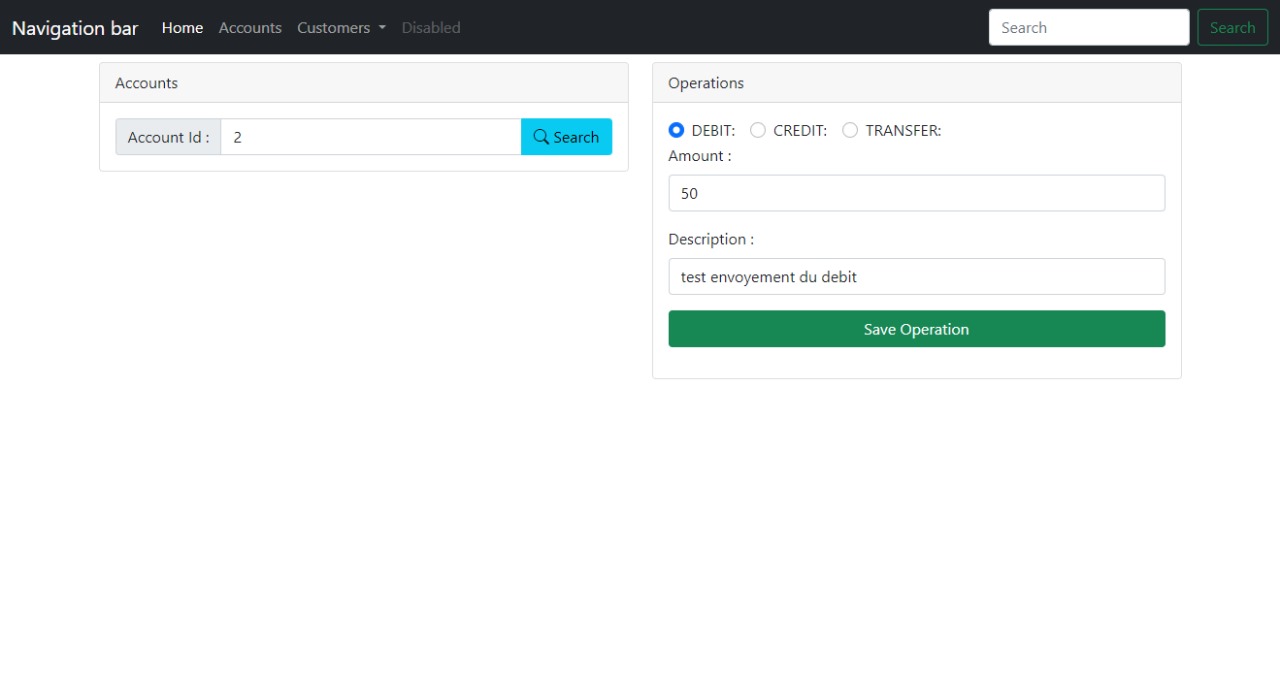 Navigation bar Home Accounts Customers Disabled Search Search
Accounts
Account Id : 2 Search
Operations
DEBIT: CREDIT: TRANSFER:
Amount :
50
Description :
test envoyement du debit
Save Operation